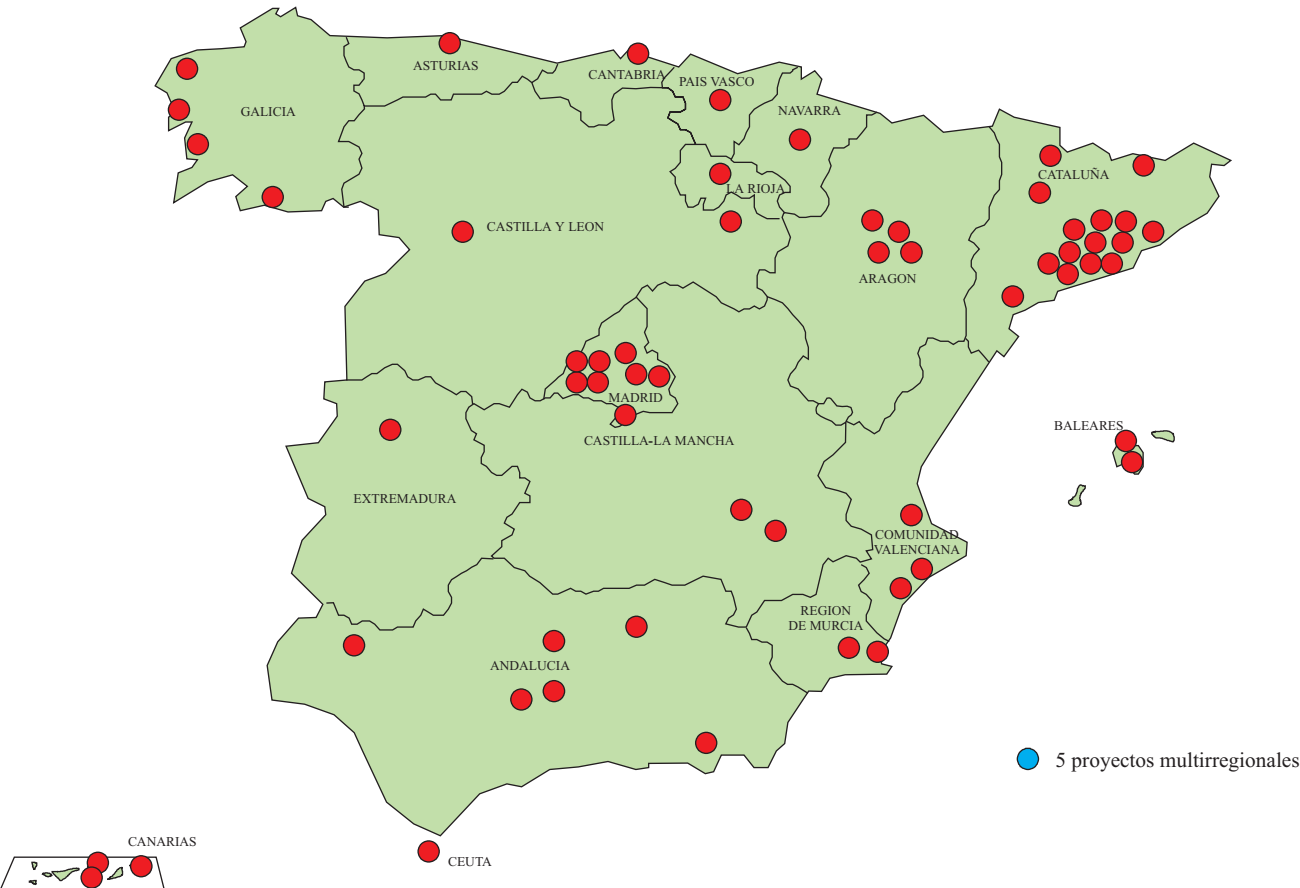 ASTURIAS
CANTABRIA
PAIS VASCO
GALICIA
NAVARRA
CATALUÑA
LA RIOJA
CASTILLA Y LEON
ARAGON
MADRID
BALEARES
CASTILLA-LA MANCHA
EXTREMADURA
COMUNIDAD
VALENCIANA
REGION
DE MURCIA
ANDALUCIA
5 proyectos multirregionales
CANARIAS
CEUTA